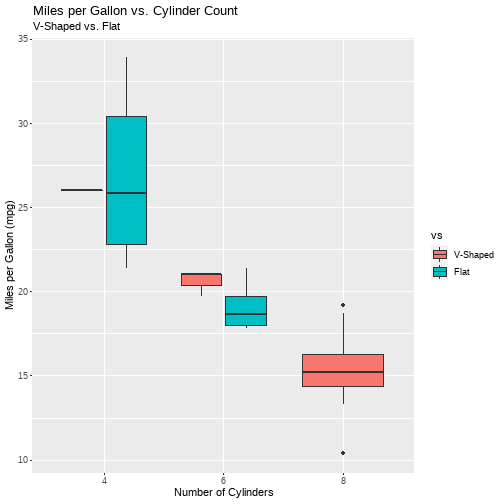 Miles per Gallon vs. Cylinder Count
V-Shaped vs. Flat
35
30
25
20
15
10
Miles per Gallon (mpg)
4
6
8
Number of Cylinders
vs
V-Shaped
Flat